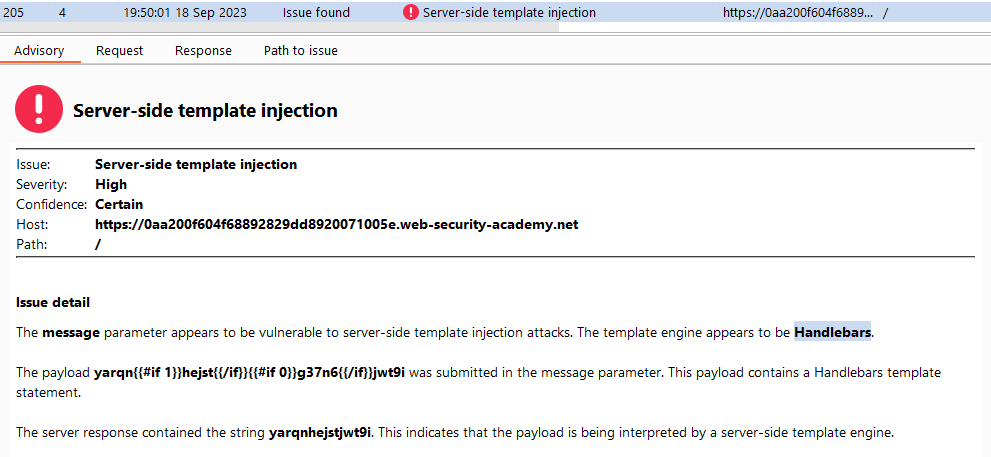 205 4 19:50:01 18 Sep 2023 Issue found Server-side template injection https://0aa200f604f6889... /
Advisory Request Response Path to issue
Server-side template injection
Issue: Server-side template injection
Severity: High
Confidence: Certain
Host: https://0aa200f604f68892829dd8920071005e.web-security-academy.net
Path: /
Issue detail
The message parameter appears to be vulnerable to server-side template injection attacks. The template engine appears to be Handlebars.
The payload yarqn{{#if 1}}hejst{{/if}}{{#if 0}}g37n6{{/if}}jwt9i was submitted in the message parameter. This payload contains a Handlebars template
statement.
The server response contained the string yarqnhejstjwt9i. This indicates that the payload is being interpreted by a server-side template engine.